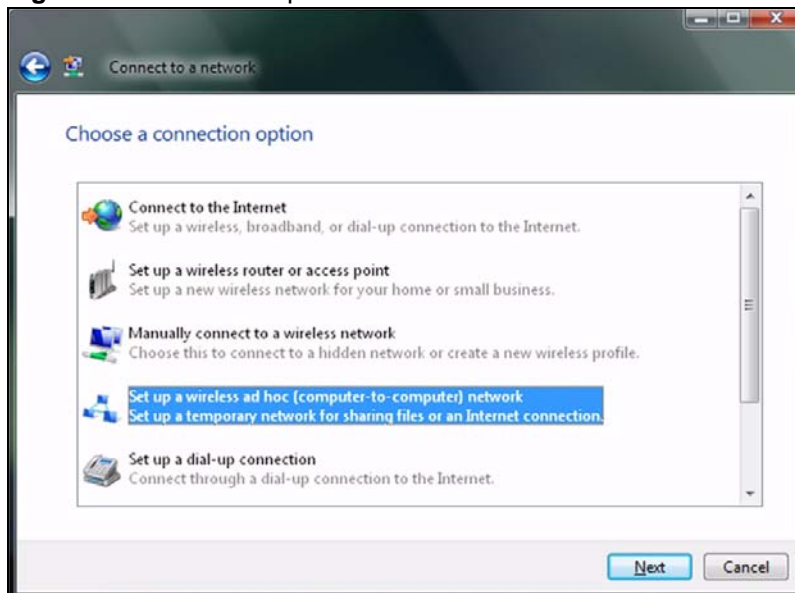 Connect to a network
Choose a connection option
Connect to the Internet
Set up a wireless, broadband, or dial-up connection to the Internet.
Set up a wireless router or access point
Set up a new wireless network for your home or small business.
Manually connect to a wireless network
Choose this to connect to a hidden network or create a new wireless profile.
Set up a wireless ad hoc (computer-to-computer) network
Set up a temporary network for sharing files or an Internet connection.
Set up a dial-up connection
Connect through a dial-up connection to the Internet.
Next Cancel